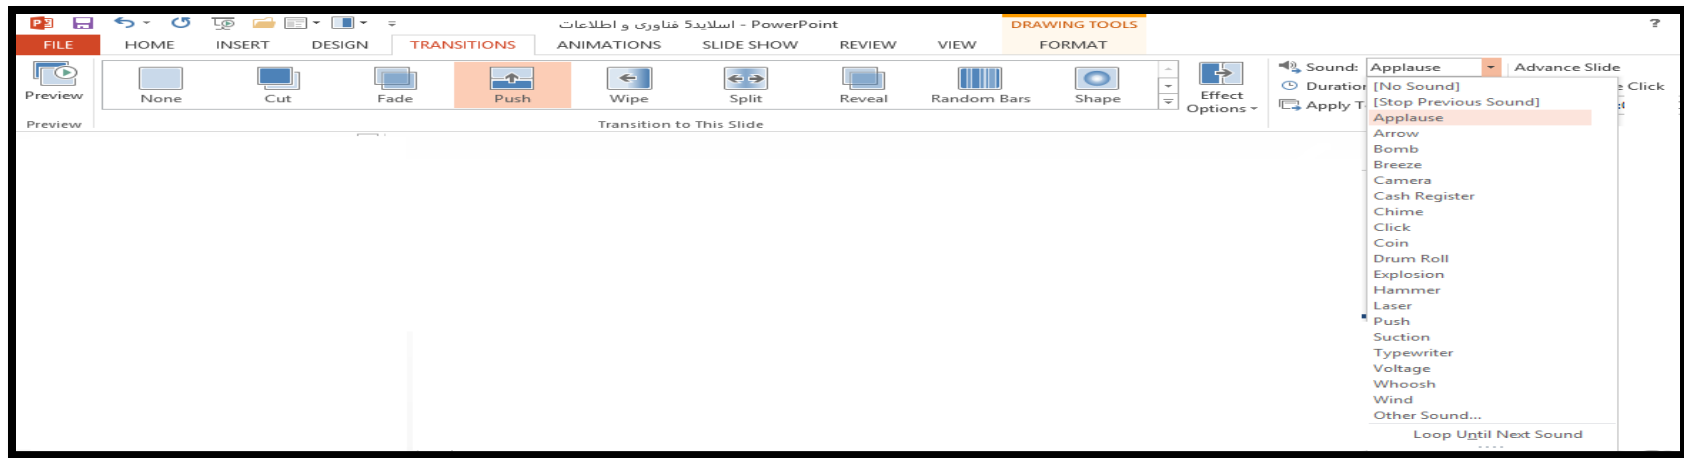 اسلاید5 فناوری و اطلاعات - PowerPoint
DRAWING TOOLS
?
FILE HOME INSERT DESIGN TRANSITIONS ANIMATIONS SLIDE SHOW REVIEW VIEW FORMAT
Preview
None Cut Fade Push Wipe Split Reveal Random Bars Shape
Effect
Options
Sound: Applause
Advance Slide
Duration
Click
Apply T
Preview
Transition to This Slide
[No Sound]
[Stop Previous Sound]
Applause
Arrow
Bomb
Breeze
Camera
Cash Register
Chime
Click
Coin
Drum Roll
Explosion
Hammer
Laser
Push
Suction
Typewriter
Voltage
Whoosh
Wind
Other Sound...
Loop Until Next Sound